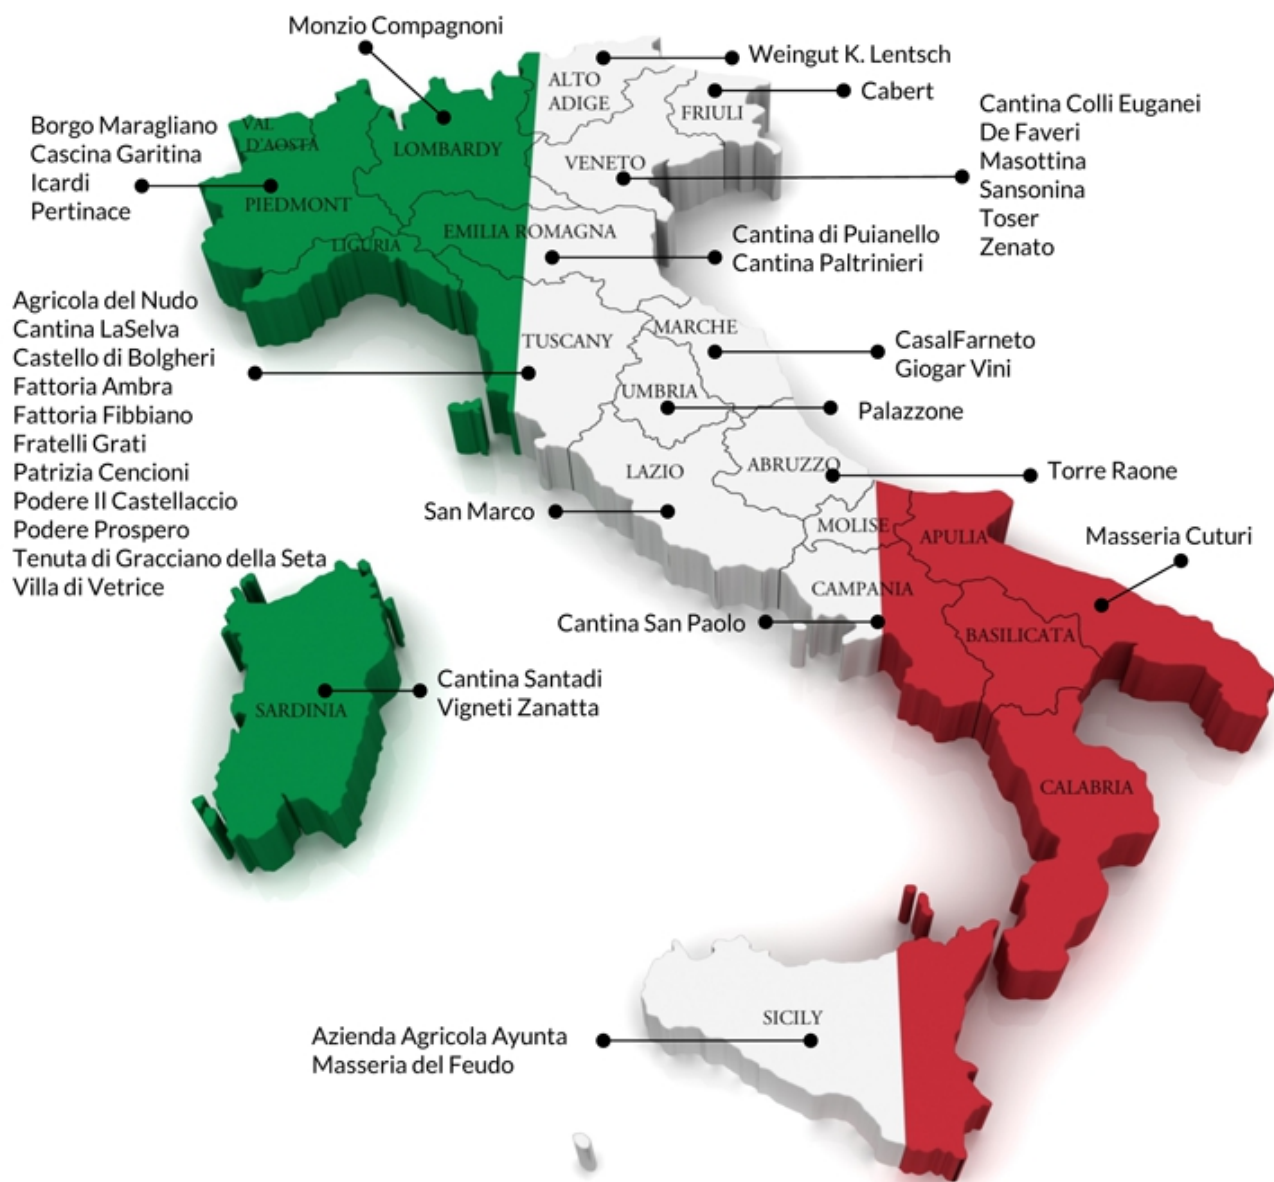 Monzio Compagnoni
Weingut K. Lentsch
ALTO
ADIGE
Cabert
FRIULI
Cantina Colli Euganei
De Faveri
Masottina
Sansonina
Toser
Zenato
Borgo Maragliano
Cascina Garitina
Icardi
Pertinace
VAL
D'AOSTA
LOMBARDY
VENETO
PIEDMONT
EMILIA ROMAGNA
LIGURIA
Cantina di Puianello
Cantina Paltrinieri
Agricola del Nudo
Cantina LaSelva
Castello di Bolgheri
Fattoria Ambra
Fattoria Fibbiano
Fratelli Grati
Patrizia Cencioni
Podere Il Castellaccio
Podere Prospero
Tenuta di Gracciano della Seta
Villa di Vetrice
TUSCANY
MARCHE
CasalFarneto
Giogar Vini
UMBRIA
Palazzone
LAZIO
ABRUZZO
Torre Raone
San Marco
MOLISE
APULIA
Masseria Cuturi
CAMPANIA
Cantina San Paolo
BASILICATA
Cantina Santadi
Vigneti Zanatta
SARDINIA
CALABRIA
SICILY
Azienda Agricola Ayunta
Masseria del Feudo